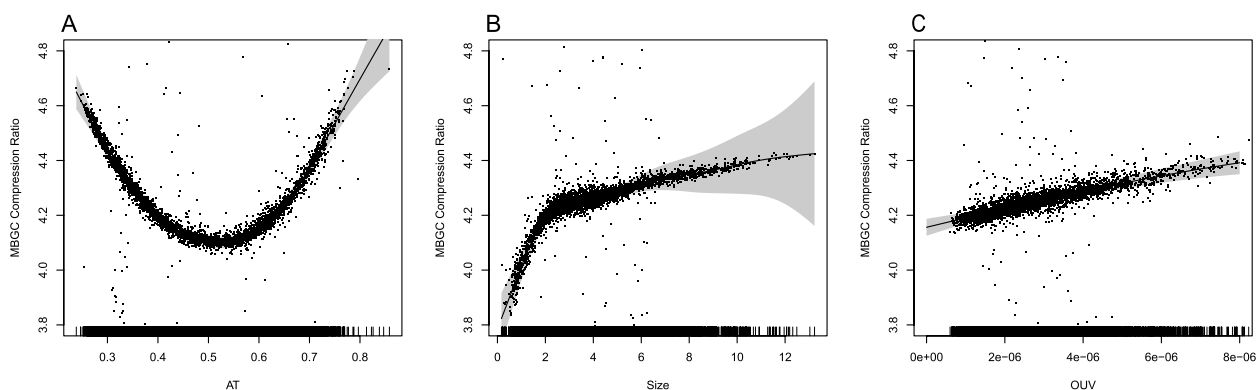 A
MBGC Compression Ratio
4.8
4.6
4.4
4.2
4.0
3.8
0.3 0.4 0.5 0.6 0.7 0.8
AT
B
MBGC Compression Ratio
4.8
4.6
4.4
4.2
4.0
3.8
0 2 4 6 8 10 12
Size
C
MBGC Compression Ratio
4.8
4.6
4.4
4.2
4.0
3.8
0e+00 2e−06 4e−06 6e−06 8e−06
OUV